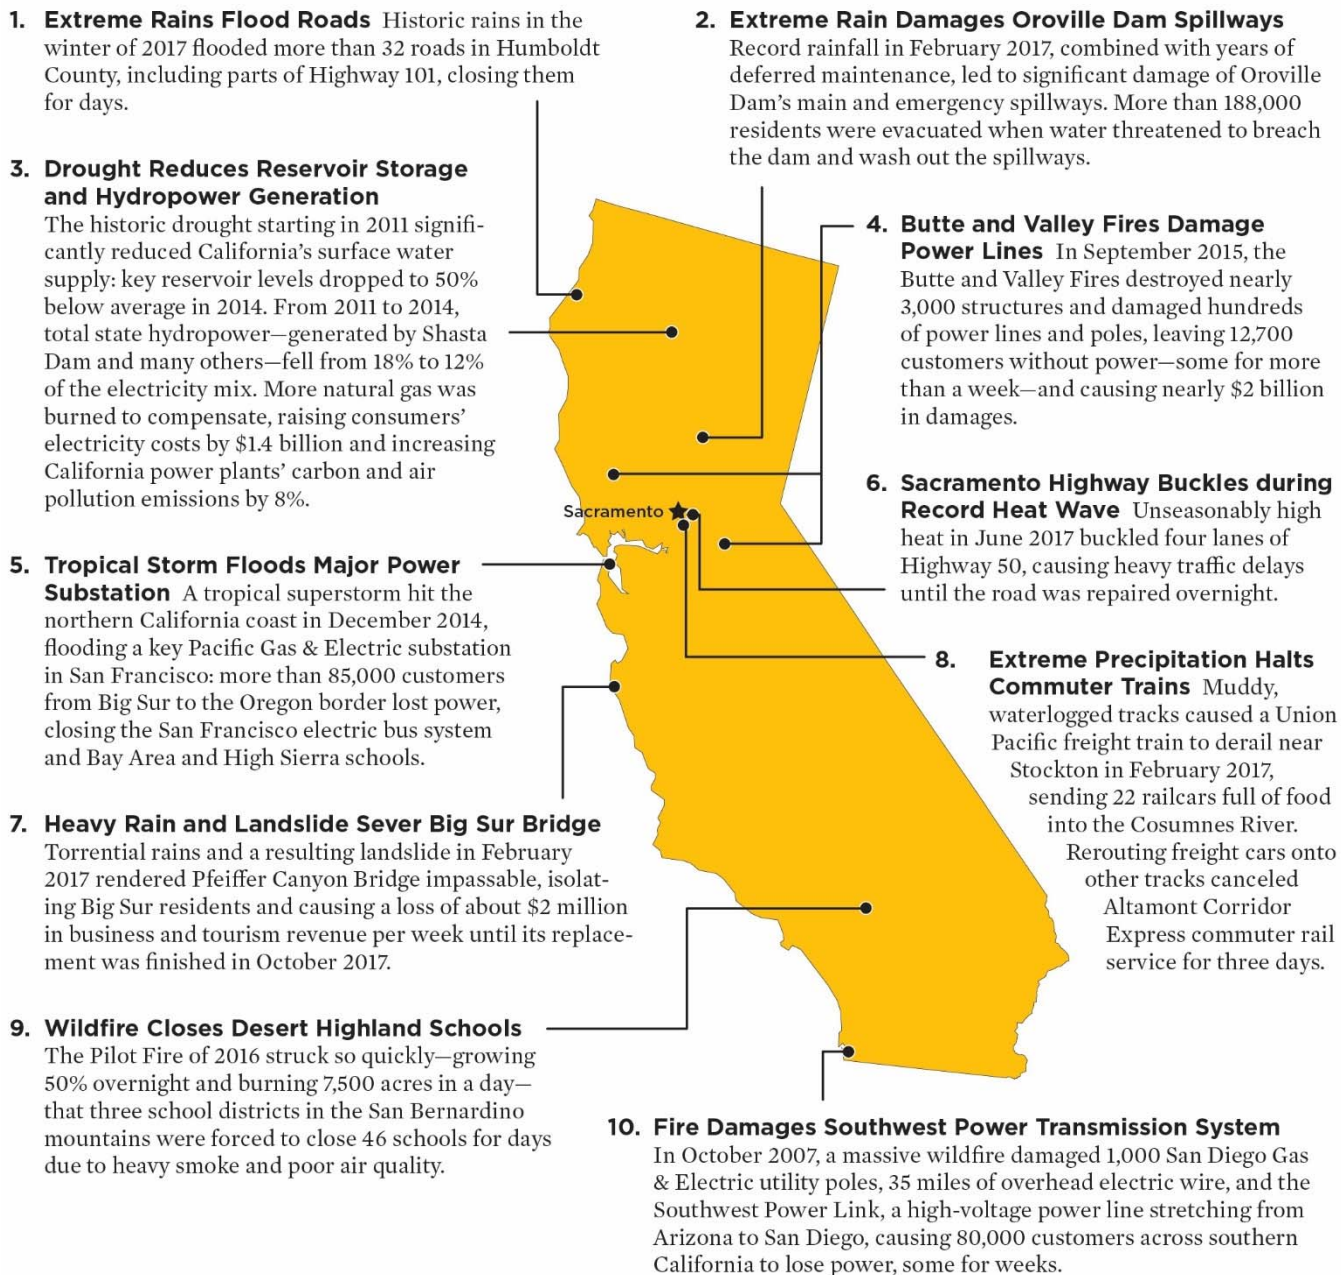 1. Extreme Rains Flood Roads Historic rains in the
winter of 2017 flooded more than 32 roads in Humboldt
County, including parts of Highway 101, closing them
for days.
2. Extreme Rain Damages Oroville Dam Spillways
Record rainfall in February 2017, combined with years of
deferred maintenance, led to significant damage of Oroville
Dam’s main and emergency spillways. More than 188,000
residents were evacuated when water threatened to breach
the dam and wash out the spillways.
3. Drought Reduces Reservoir Storage
and Hydropower Generation
The historic drought starting in 2011 signifi-
cantly reduced California’s surface water
supply: key reservoir levels dropped to 50%
below average in 2014. From 2011 to 2014,
total state hydropower—generated by Shasta
Dam and many others—fell from 18% to 12%
of the electricity mix. More natural gas was
burned to compensate, raising consumers’
electricity costs by $1.4 billion and increasing
California power plants’ carbon and air
pollution emissions by 8%.
4. Butte and Valley Fires Damage
Power Lines In September 2015, the
Butte and Valley Fires destroyed nearly
3,000 structures and damaged hundreds
of power lines and poles, leaving 12,700
customers without power—some for more
than a week—and causing nearly $2 billion
in damages.
Sacramento
5. Tropical Storm Floods Major Power
Substation A tropical superstorm hit the
northern California coast in December 2014,
flooding a key Pacific Gas & Electric substation
in San Francisco: more than 85,000 customers
from Big Sur to the Oregon border lost power,
closing the San Francisco electric bus system
and Bay Area and High Sierra schools.
6. Sacramento Highway Buckles during
Record Heat Wave Unseasonably high
heat in June 2017 buckled four lanes of
Highway 50, causing heavy traffic delays
until the road was repaired overnight.
7. Heavy Rain and Landslide Sever Big Sur Bridge
Torrential rains and a resulting landslide in February
2017 rendered Pfeiffer Canyon Bridge impassable, isolat-
ing Big Sur residents and causing a loss of about $2 million
in business and tourism revenue per week until its replace-
ment was finished in October 2017.
8. Extreme Precipitation Halts
Commuter Trains Muddy,
waterlogged tracks caused a Union
Pacific freight train to derail near
Stockton in February 2017,
sending 22 railcars full of food
into the Cosumnes River.
Rerouting freight cars onto
other tracks canceled
Altamont Corridor
Express commuter rail
service for three days.
9. Wildfire Closes Desert Highland Schools
The Pilot Fire of 2016 struck so quickly—growing
50% overnight and burning 7,500 acres in a day—
that three school districts in the San Bernardino
mountains were forced to close 46 schools for days
due to heavy smoke and poor air quality.
10. Fire Damages Southwest Power Transmission System
In October 2007, a massive wildfire damaged 1,000 San Diego Gas
& Electric utility poles, 35 miles of overhead electric wire, and the
Southwest Power Link, a high-voltage power line stretching from
Arizona to San Diego, causing 80,000 customers across southern
California to lose power, some for weeks.